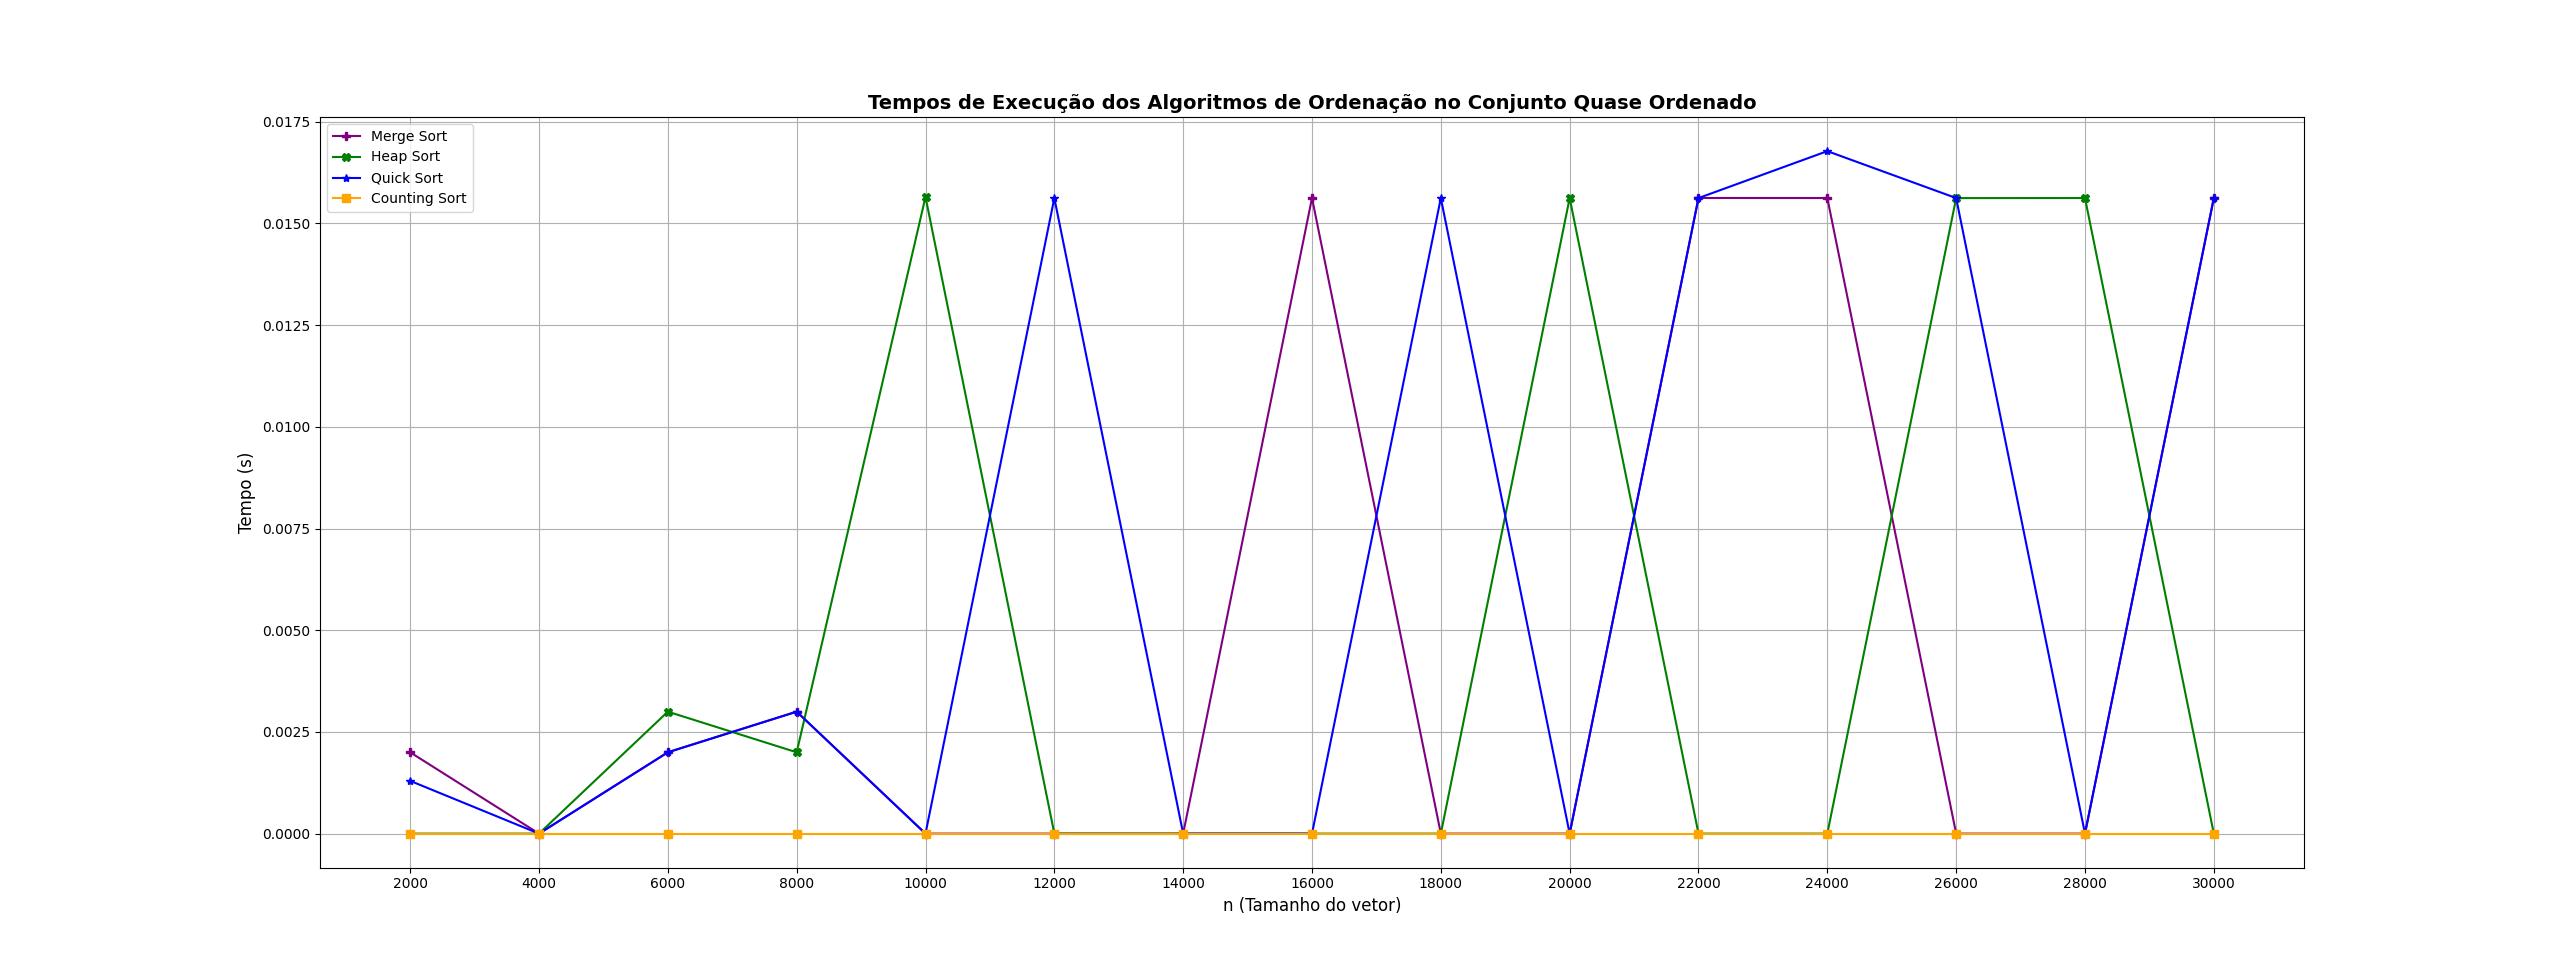 Tempos de Execução dos Algoritmos de Ordenação no Conjunto Quase Ordenado
Merge Sort
Heap Sort
Quick Sort
Counting Sort
Tempo (s)
0.0175
0.0150
0.0125
0.0100
0.0075
0.0050
0.0025
0.0000
2000 4000 6000 8000 10000 12000 14000 16000 18000 20000 22000 24000 26000 28000 30000
n (Tamanho do vetor)